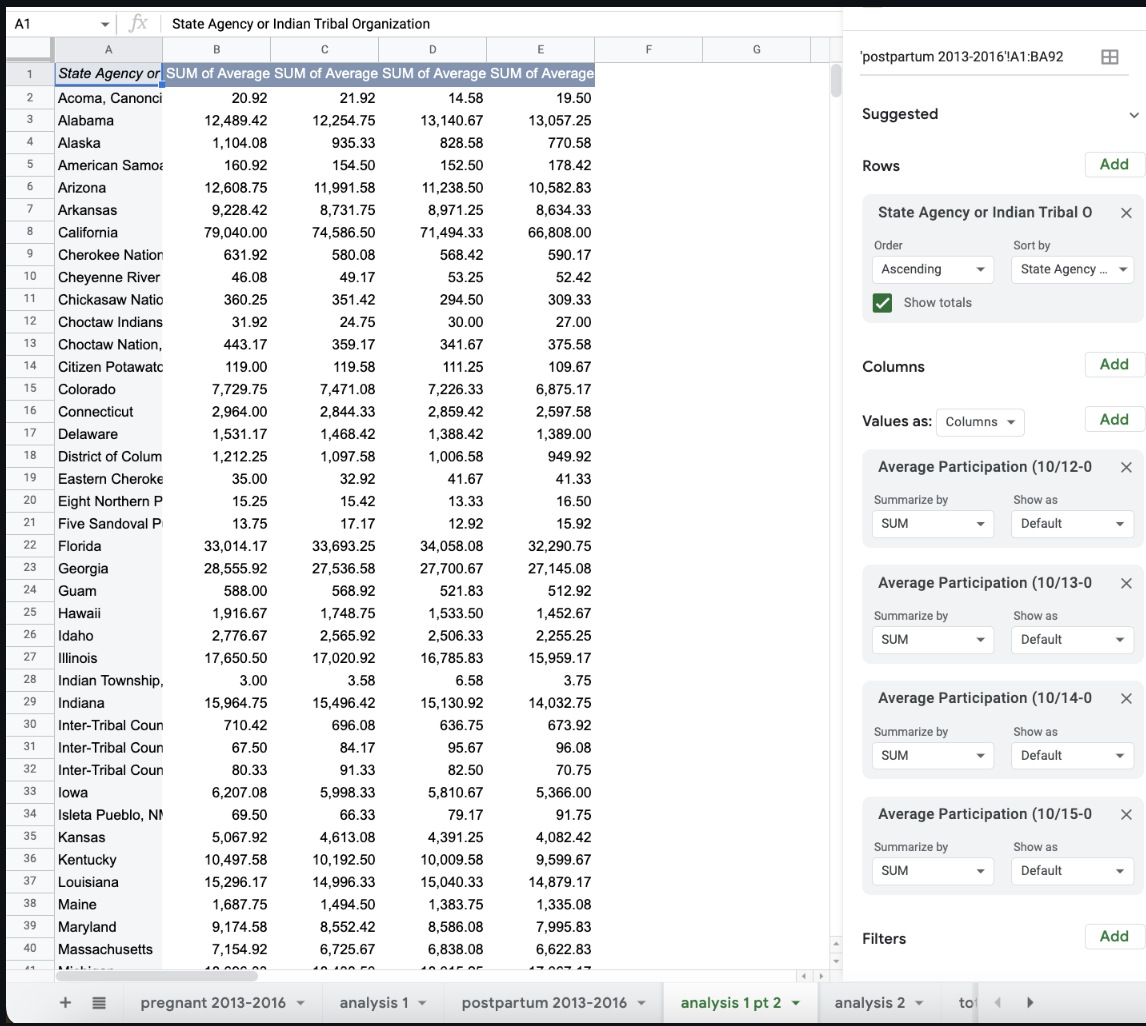 A1 fx State Agency or Indian Tribal Organization
A B C D E F G
1 State Agency or SUM of Average SUM of Average SUM of Average SUM of Average
2 Acoma, Canonci 20.92 21.92 14.58 19.50
3 Alabama 12,489.42 12,254.75 13,140.67 13,057.25
4 Alaska 1,104.08 935.33 828.58 770.58
5 American Samoa 160.92 154.50 152.50 178.42
6 Arizona 12,608.75 11,991.58 11,238.50 10,582.83
7 Arkansas 9,228.42 8,731.75 8,971.25 8,634.33
8 California 79,040.00 74,586.50 71,494.33 66,808.00
9 Cherokee Nation 631.92 580.08 568.42 590.17
10 Cheyenne River 46.08 49.17 53.25 52.42
11 Chickasaw Natio 360.25 351.42 294.50 309.33
12 Choctaw Indians 31.92 24.75 30.00 27.00
13 Choctaw Nation, 443.17 359.17 341.67 375.58
14 Citizen Potawatc 119.00 119.58 111.25 109.67
15 Colorado 7,729.75 7,471.08 7,226.33 6,875.17
16 Connecticut 2,964.00 2,844.33 2,859.42 2,597.58
17 Delaware 1,531.17 1,468.42 1,388.42 1,389.00
18 District of Colum 1,212.25 1,097.58 1,006.58 949.92
19 Eastern Cheroke 35.00 32.92 41.67 41.33
20 Eight Northern P 15.25 15.42 13.33 16.50
21 Five Sandoval P 13.75 17.17 12.92 15.92
22 Florida 33,014.17 33,693.25 34,058.08 32,290.75
23 Georgia 28,555.92 27,536.58 27,700.67 27,145.08
24 Guam 588.00 568.92 521.83 512.92
25 Hawaii 1,916.67 1,748.75 1,533.50 1,452.67
26 Idaho 2,776.67 2,565.92 2,506.33 2,255.25
27 Illinois 17,650.50 17,020.92 16,785.83 15,959.17
28 Indian Township, 3.00 3.58 6.58 3.75
29 Indiana 15,964.75 15,496.42 15,130.92 14,032.75
30 Inter-Tribal Coun 710.42 696.08 636.75 673.92
31 Inter-Tribal Coun 67.50 84.17 95.67 96.08
32 Inter-Tribal Coun 80.33 91.33 82.50 70.75
33 Iowa 6,207.08 5,998.33 5,810.67 5,366.00
34 Isleta Pueblo, NM 69.50 66.33 79.17 91.75
35 Kansas 5,067.92 4,613.08 4,391.25 4,082.42
36 Kentucky 10,497.58 10,192.50 10,009.58 9,599.67
37 Louisiana 15,296.17 14,996.33 15,040.33 14,879.17
38 Maine 1,687.75 1,494.50 1,383.75 1,335.08
39 Maryland 9,174.58 8,552.42 8,586.08 7,995.83
40 Massachusetts 7,154.92 6,725.67 6,838.08 6,622.83
'postpartum 2013-2016'!A1:BA92
Suggested
Rows Add
State Agency or Indian Tribal O
Order Sort by
Ascending State Agency ...
Show totals
Columns Add
Values as: Columns Add
Average Participation (10/12-0
Summarize by Show as
SUM Default
Average Participation (10/13-0
Summarize by Show as
SUM Default
Average Participation (10/14-0
Summarize by Show as
SUM Default
Average Participation (10/15-0
Summarize by Show as
SUM Default
Filters Add
+ pregnant 2013-2016 analysis 1 postpartum 2013-2016 analysis 1 pt 2 analysis 2